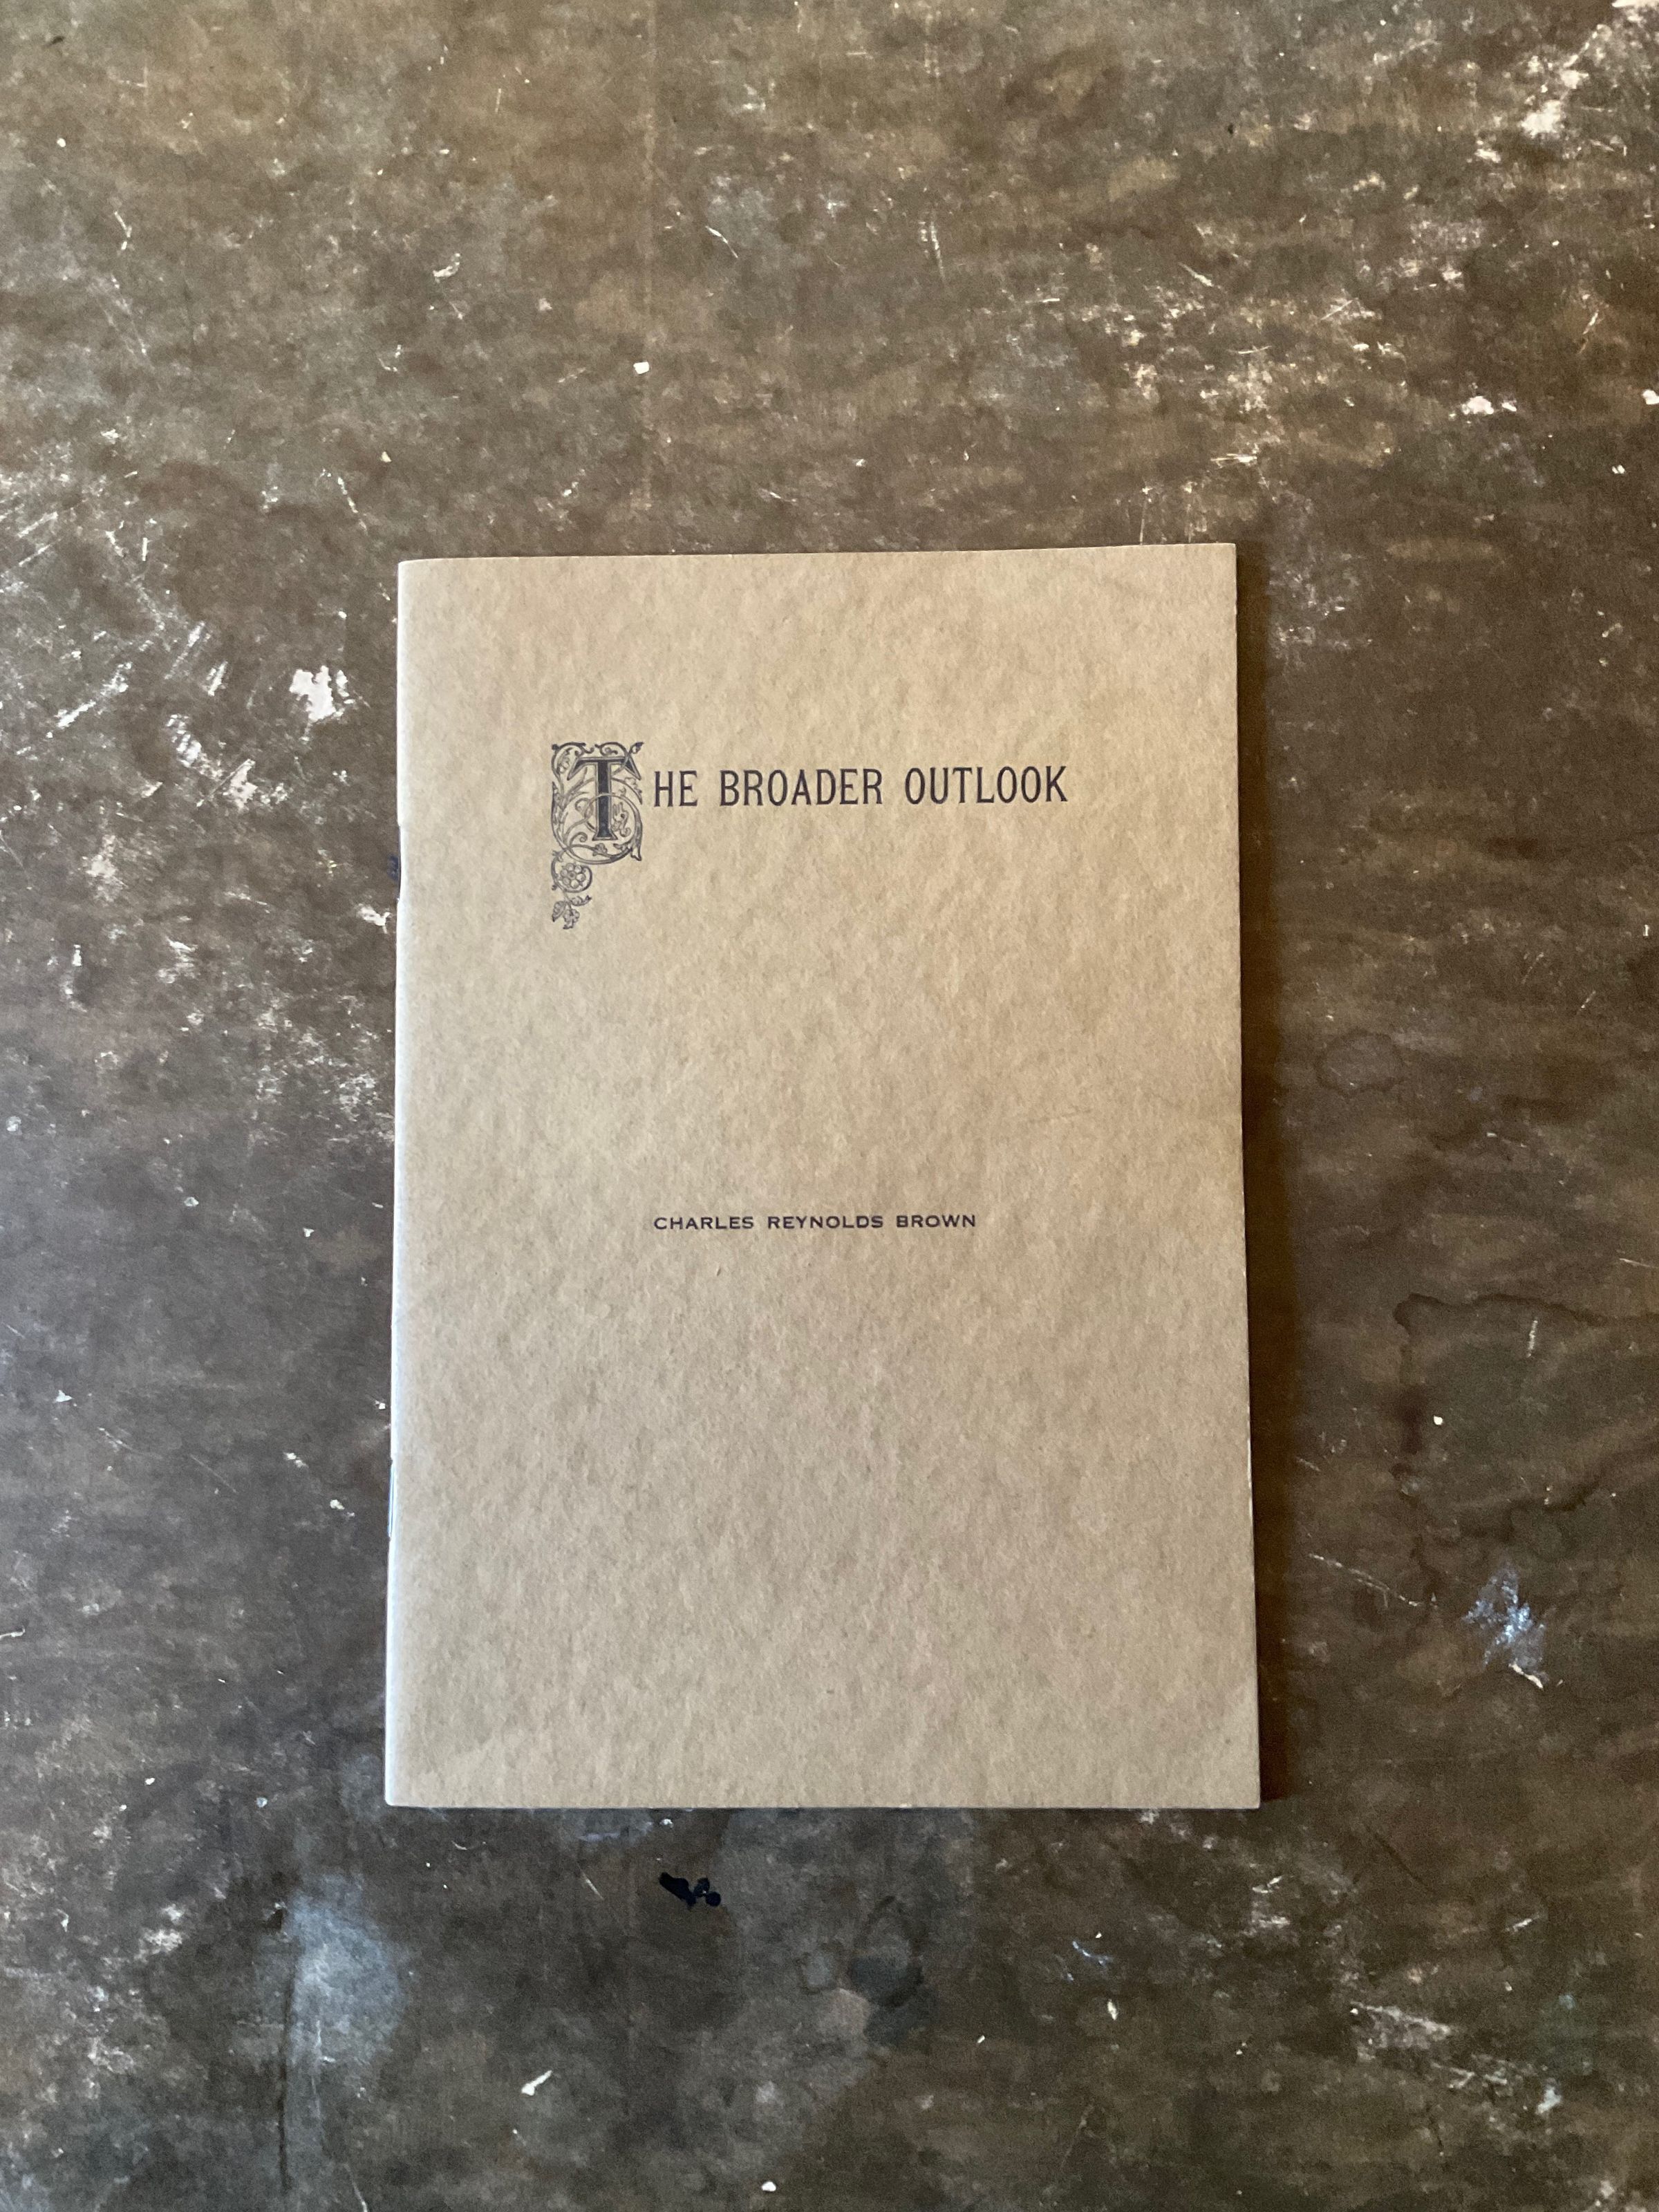 THE BROADER OUTLOOK
CHARLES REYNOLDS BROWN